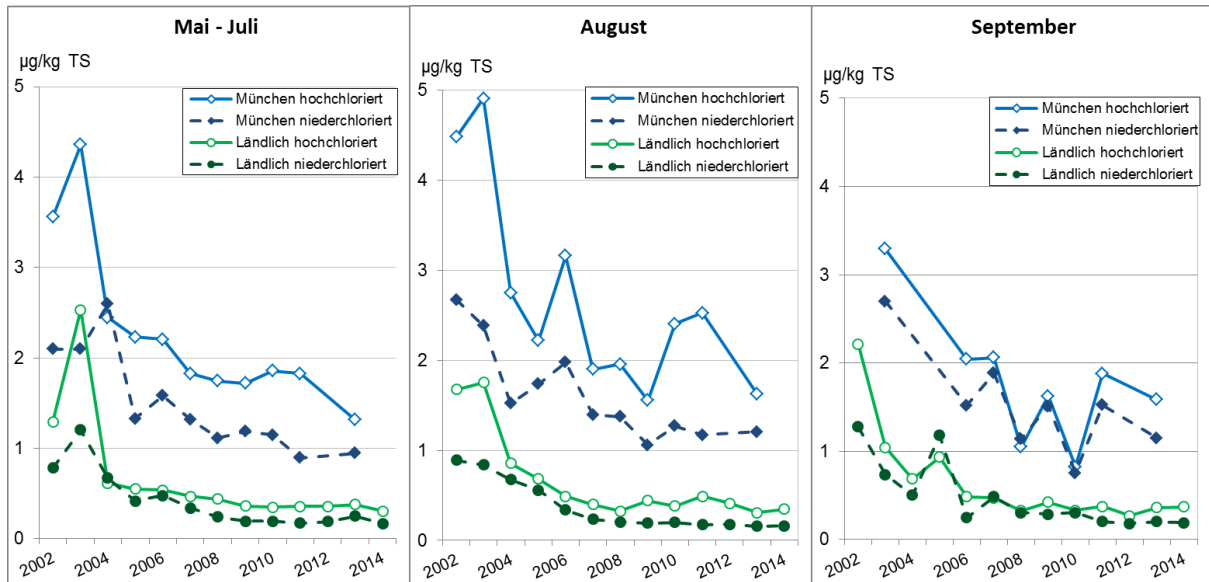 Mai - Juli
µg/kg TS
5
4
3
2
1
0
München hochchloriert
München niederchloriert
Ländlich hochchloriert
Ländlich niederchloriert
2002 2004 2006 2008 2010 2012 2014
August
µg/kg TS
5
4
3
2
1
0
München hochchloriert
München niederchloriert
Ländlich hochchloriert
Ländlich niederchloriert
2002 2004 2006 2008 2010 2012 2014
September
µg/kg TS
5
4
3
2
1
0
München hochchloriert
München niederchloriert
Ländlich hochchloriert
Ländlich niederchloriert
2002 2004 2006 2008 2010 2012 2014